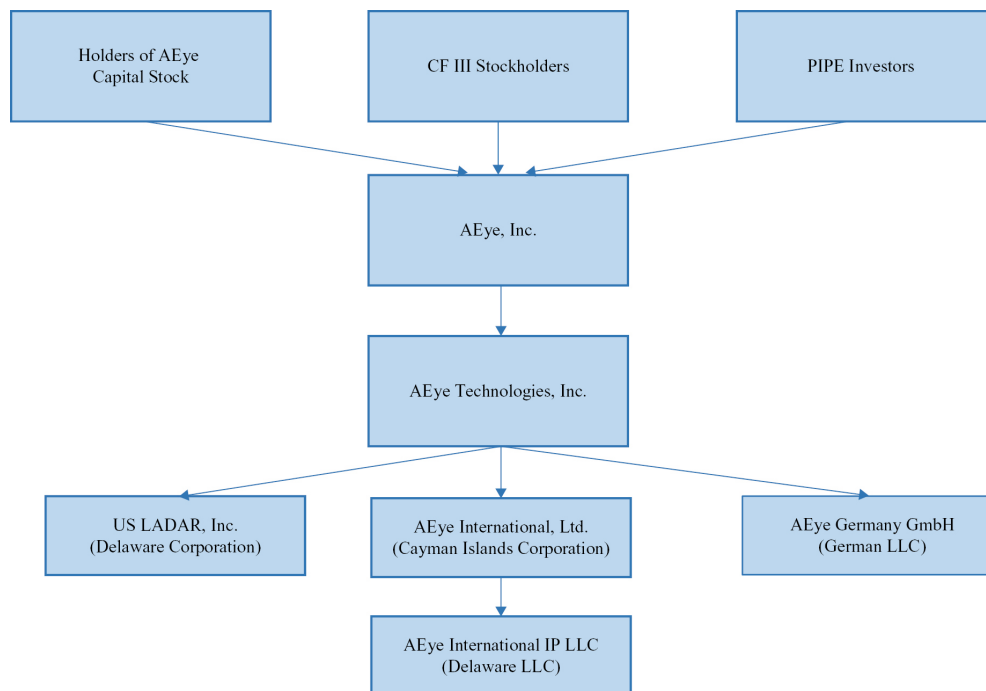 Holders of AEye
Capital Stock
CF III Stockholders
PIPE Investors
AEye, Inc.
AEye Technologies, Inc.
US LADAR, Inc.
(Delaware Corporation)
AEye International, Ltd.
(Cayman Islands Corporation)
AEye Germany GmbH
(German LLC)
AEye International IP LLC
(Delaware LLC)